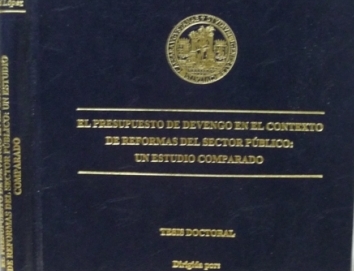 EL PRESUPUESTO DE DEVENGO EN EL CONTEXTO
DE REFORMAS DEL SECTOR PÚBLICO:
UN ESTUDIO COMPARADO
TESIS DOCTORAL
Dirigida por:
López
DE REFORMAS DEL SECTOR PÚBLICO: UN ESTUDIO
COMPARADO